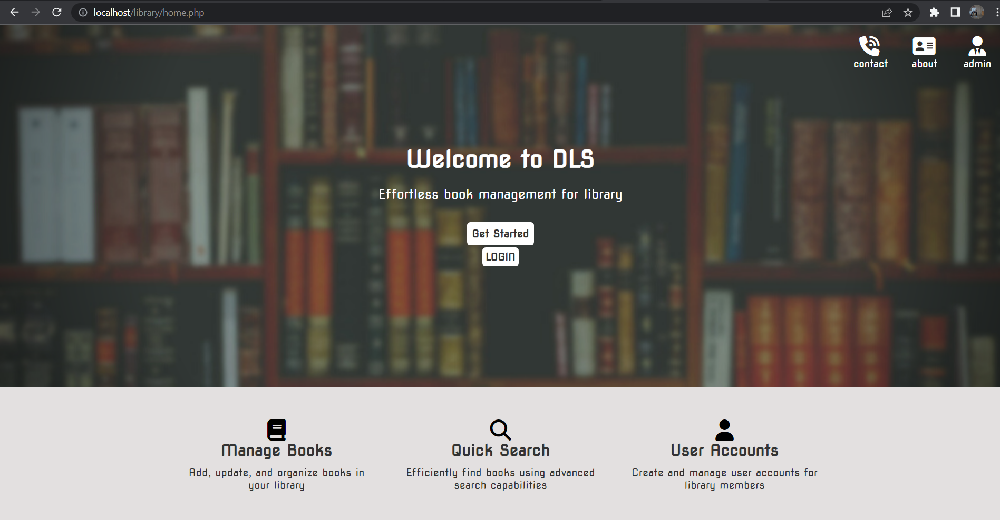 localhost/library/home.php
contact about admin
Welcome to DLS
Effortless book management for library
Get Started
LOGIN
Manage Books
Add, update, and organize books in
your library
Quick Search
Efficiently find books using advanced
search capabilities
User Accounts
Create and manage user accounts for
library members